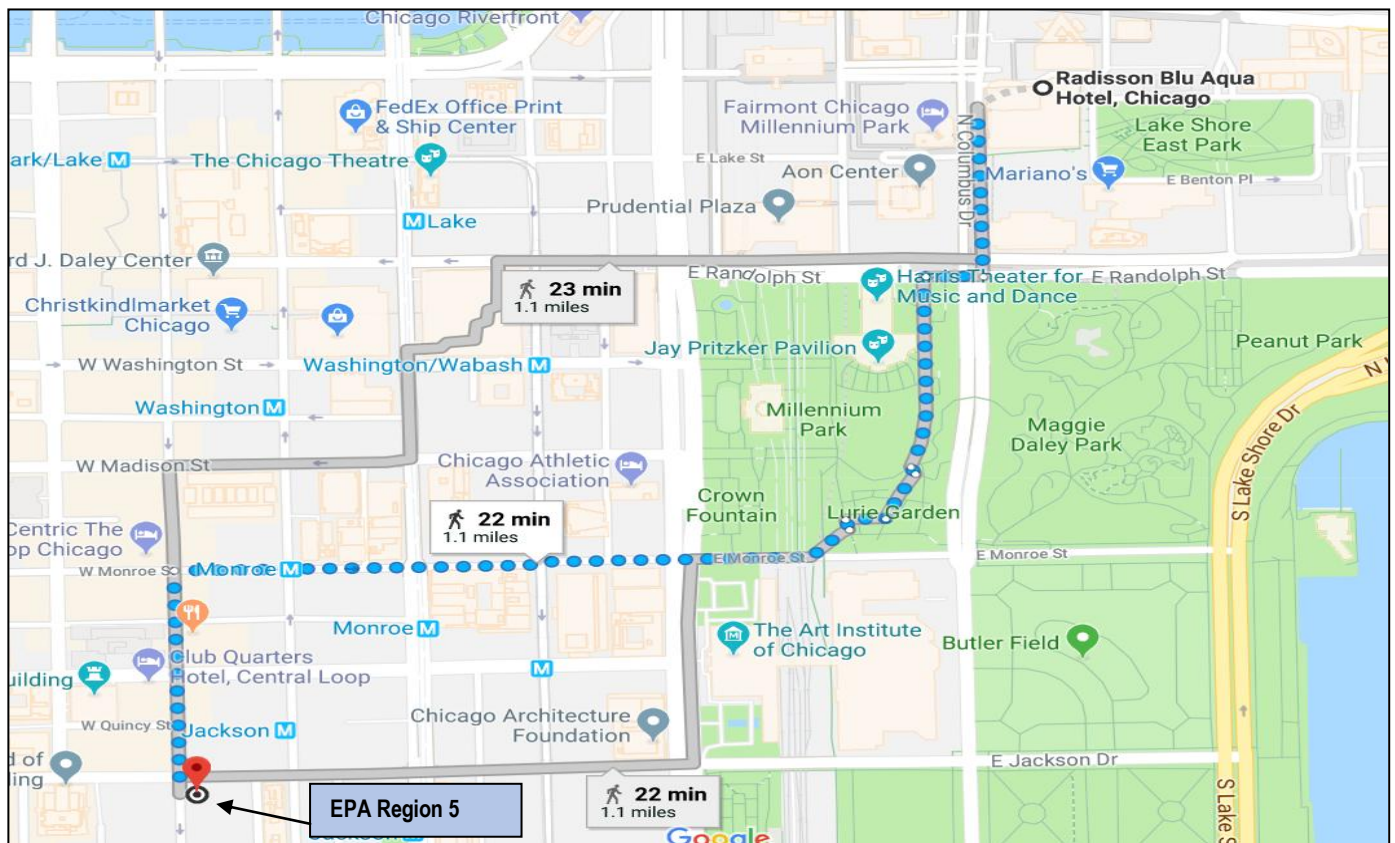 Chicago Riverfront
Radisson Blu Aqua
Hotel, Chicago
FedEx Office Print
& Ship Center
Fairmont Chicago
Millennium Park
N Columbus Dr
Lake Shore
East Park
ark/Lake M
The Chicago Theatre
E Lake St
Aon Center
Mariano's
E Benton Pl
Prudential Plaza
M Lake
rd J. Daley Center
E Randolph St
Harris Theater for
Music and Dance
E Randolph St
23 min
1.1 miles
Christkindlmarket
Chicago
Jay Pritzker Pavilion
Peanut Park
W Washington St
Washington/Wabash M
Washington M
Millennium
Park
Maggie
Daley Park
S Lake Shore Dr
W Madison St
Chicago Athletic
Association
Crown
Fountain
Lurie Garden
22 min
1.1 miles
Centric The
op Chicago
W Monroe S
Monroe M
E Monroe St
E Monroe St
Monroe M
The Art Institute
of Chicago
Butler Field
Club Quarters
Hotel, Central Loop
uilding
M
W Quincy St
Jackson M
Chicago Architecture
Foundation
E Jackson Dr
d of
ling
22 min
1.1 miles
EPA Region 5
Google